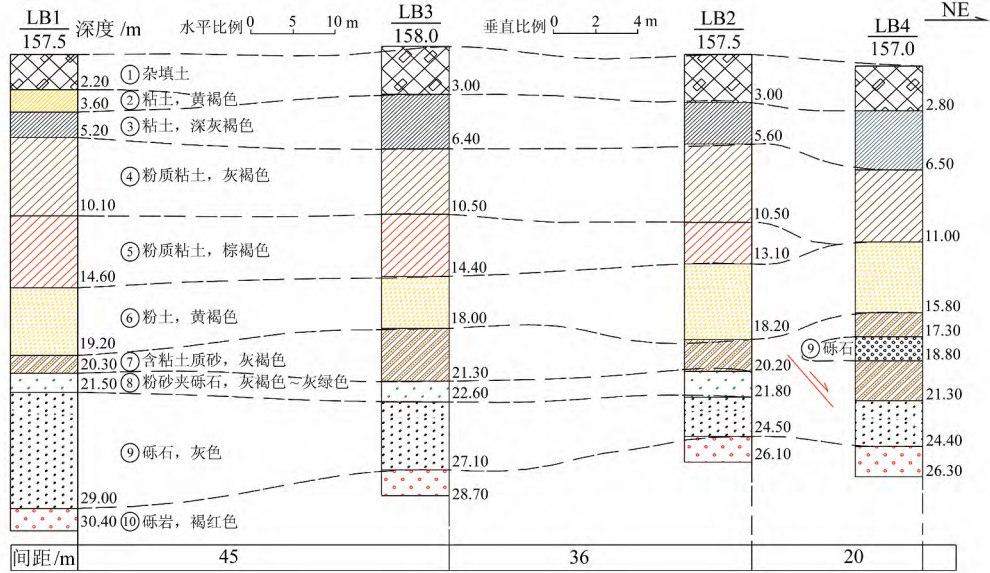 LB1
157.5
深度 /m
水平比例 0 5 10 m
LB3
158.0
垂直比例 0 2 4 m
LB2
157.5
LB4
157.0
NE
2.20
3.60
5.20
10.10
14.60
19.20
20.30
21.50
29.00
30.40
①杂填土
②粘土，黄褐色
③粘土，深灰褐色
④粉质粘土，灰褐色
⑤粉质粘土，棕褐色
⑥粉土，黄褐色
⑦含粘土质砂，灰褐色
⑧粉砂夹砾石，灰褐色－灰绿色
⑨砾石，灰色
⑩砾岩，褐红色
3.00
6.40
10.50
14.40
18.00
21.30
22.60
27.10
28.70
3.00
5.60
10.50
13.10
18.20
20.20
21.80
24.50
26.10
⑨砾石
2.80
6.50
11.00
15.80
17.30
18.80
21.30
24.40
26.30
间距/m 45 36 20